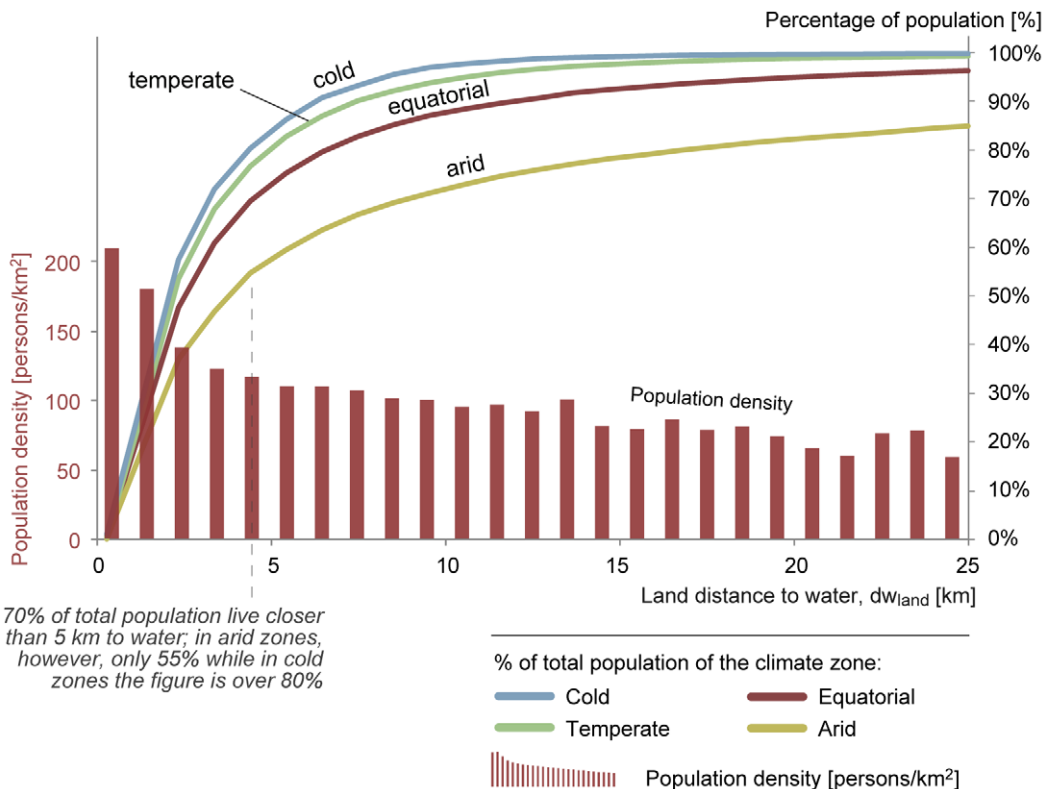 Percentage of population [%]
cold
temperate
equatorial
arid
100%
90%
80%
70%
60%
50%
40%
30%
20%
10%
0%
Population density [persons/km²]
200
150
100
50
0
Population density
0
5
10
15
20
25
Land distance to water, dwland [km]
70% of total population live closer
than 5 km to water; in arid zones,
however, only 55% while in cold
zones the figure is over 80%
% of total population of the climate zone:
Cold
Equatorial
Temperate
Arid
Population density [persons/km²]